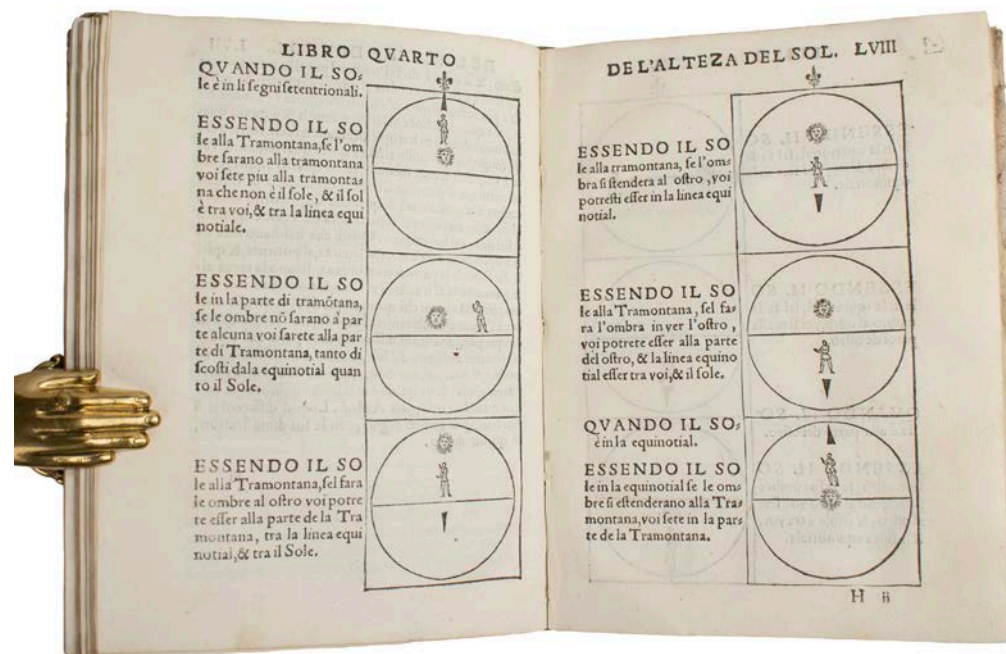 LIBRO QVARTO
QVANDO IL SO⸗
le è in li ſegni ſetentrionali.
ESSENDO IL SO
le alla Tramontana, ſe l'om
bre ſarano alla tramontana
voi ſete piu alla tramonta⸗
na che non è il ſole, & il ſol
è tra voi, & tra la linea equi
notiale.
ESSENDO IL SO
le in la parte di tramõtana,
ſe le ombre nõ ſarano à par
te alcuna voi ſarete alla par
te di Tramontana, tanto di
ſcoſti dala equinotial quan
to il Sole.
ESSENDO IL SO
le alla Tramontana, ſel fara
le ombre al oſtro voi potre
te eſſer alla parte de la Tra
montana, tra la linea equi
notial, & tra il Sole.
DE L'ALTEZA DEL SOL. LVIII
ESSENDO IL SO
le alla tramontana, ſe l'om⸗
bra ſi ſtendera al oſtro, voi
potreſti eſſer in la linea equi
notial.
ESSENDO IL SO
le alla Tramontana, ſel fa⸗
ra l'ombra in ver l'oſtro,
voi potrete eſſer alla parte
del oſtro, & la linea equino
tial eſſer tra voi, & il ſole.
QVANDO IL SO⸗
è in la equinotial.
ESSENDO IL SO
le in la equinotial ſe le om⸗
bre ſi eſtenderano alla Tra⸗
montana, voi ſete in la par⸗
te de la Tramontana.
H ii